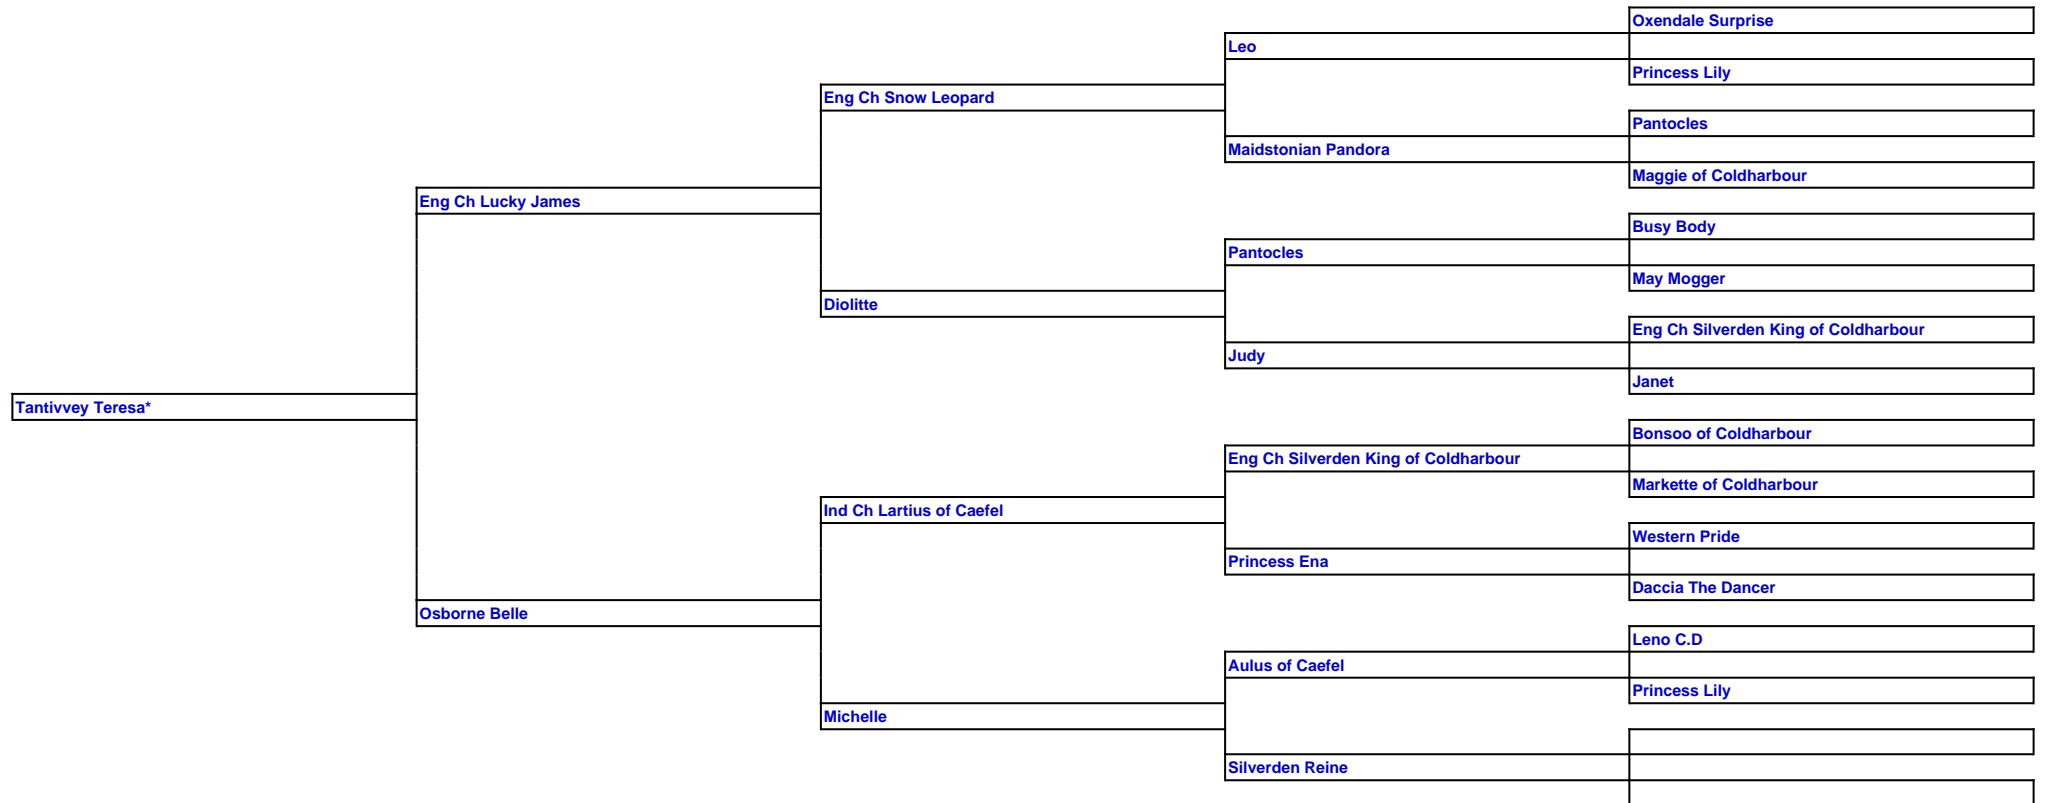 Oxendale Surprise
Leo
Princess Lily
Eng Ch Snow Leopard
Pantocles
Maidstonian Pandora
Maggie of Coldharbour
Eng Ch Lucky James
Busy Body
Pantocles
May Mogger
Diolitte
Eng Ch Silverden King of Coldharbour
Judy
Janet
Tantivvey Teresa*
Bonsoo of Coldharbour
Eng Ch Silverden King of Coldharbour
Markette of Coldharbour
Ind Ch Lartius of Caefel
Western Pride
Princess Ena
Daccia The Dancer
Osborne Belle
Leno C.D
Aulus of Caefel
Princess Lily
Michelle
Silverden Reine